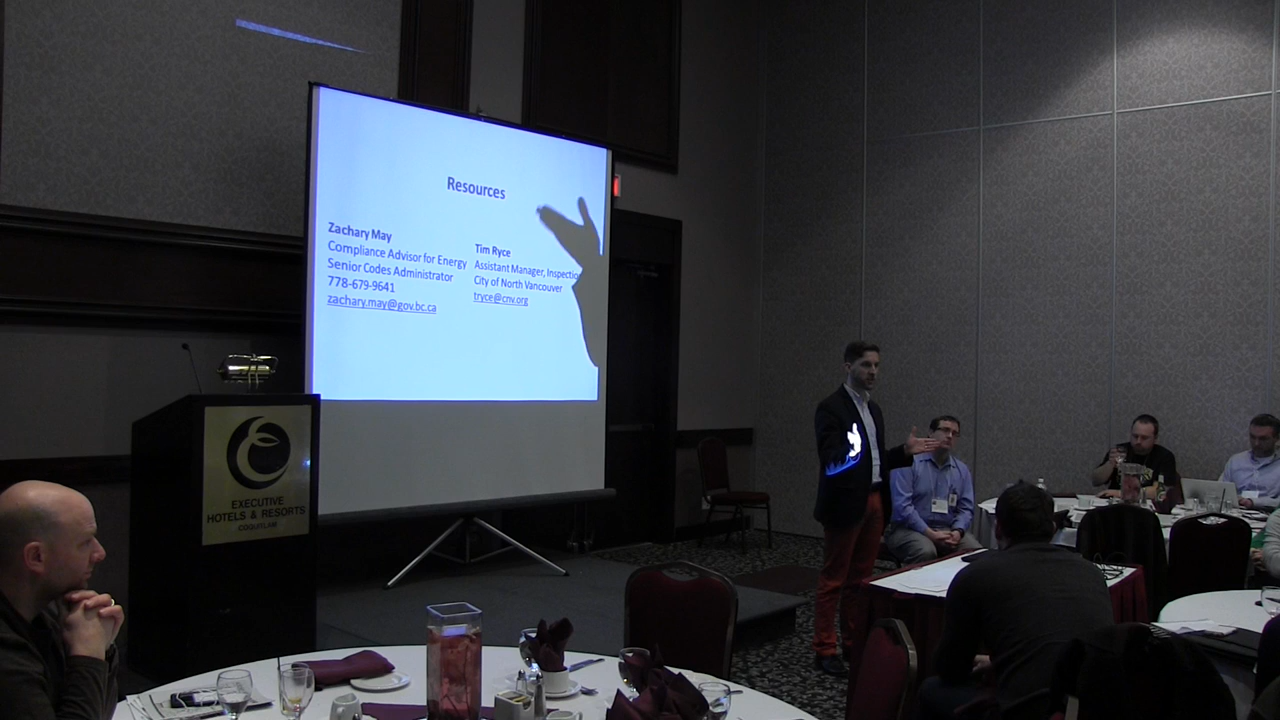 Resources
Zachary May
Compliance Advisor for Energy
Senior Codes Administrator
778-679-9641
zachary.may@gov.bc.ca
Tim Ryce
Assistant Manager,
City of North Vancouver
tryce@cnv.org
EXECUTIVE
HOTELS & RESORTS
COQUITLAM